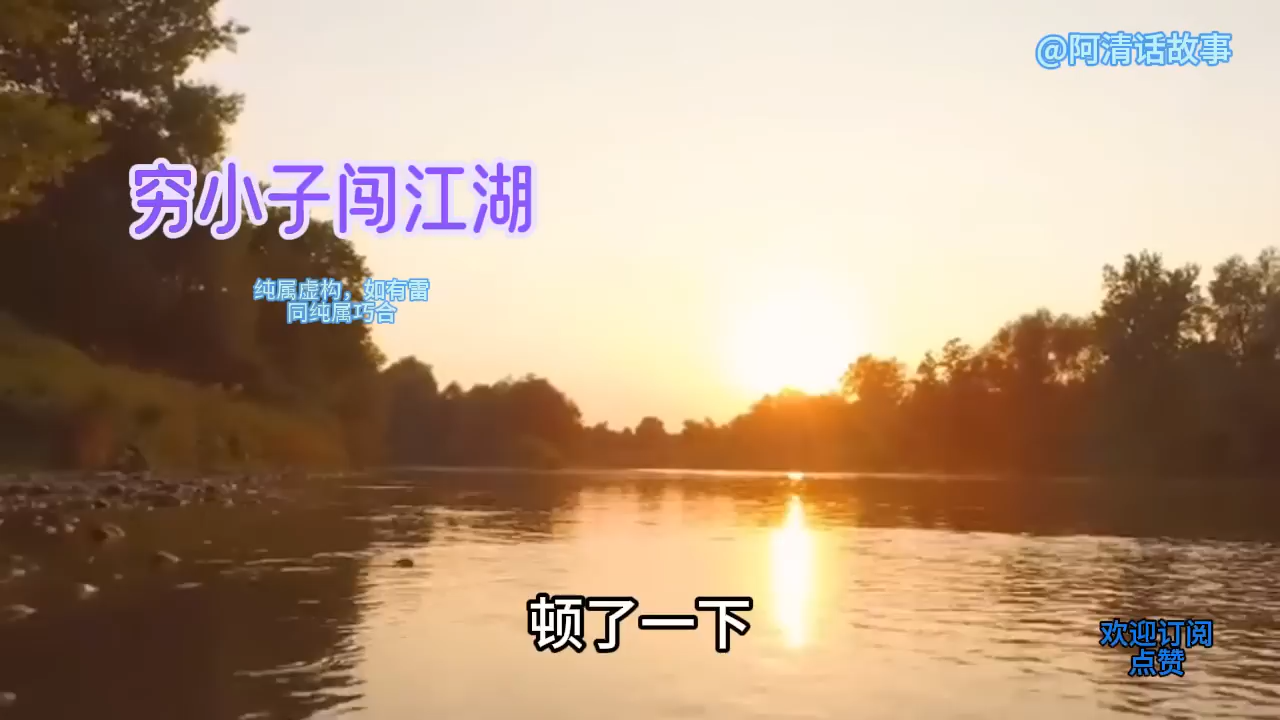 @阿清话故事
穷小子闯江湖
纯属虚构，如有雷
同纯属巧合
顿了一下
欢迎订阅
点赞